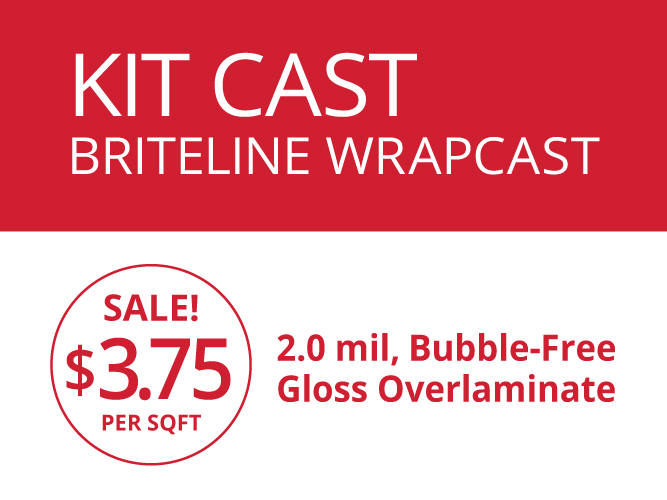 KIT CAST
BRITELINE WRAPCAST
SALE!
$3.75
PER SQFT
2.0 mil, Bubble-Free
Gloss Overlaminate